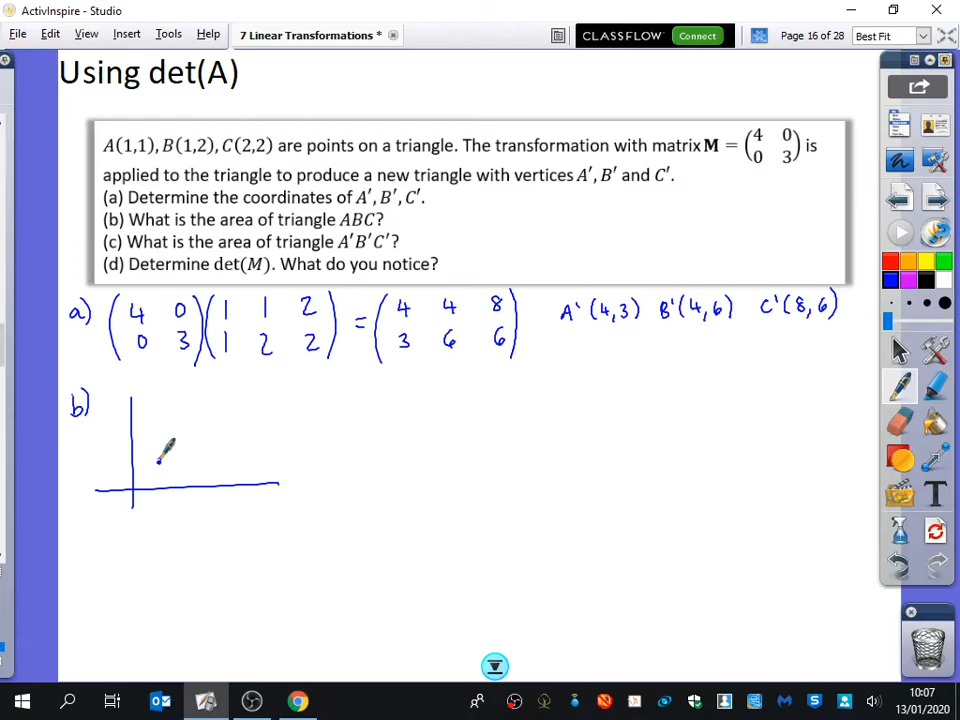 ActivInspire - Studio
File Edit View Insert Tools Help 7 Linear Transformations * CLASSFLOW Connect Page 16 of 28 Best Fit
Using det(A)
A(1,1), B(1,2), C(2,2) are points on a triangle. The transformation with matrix M = (4 0
0 3) is
applied to the triangle to produce a new triangle with vertices A′, B′ and C′.
(a) Determine the coordinates of A′, B′, C′.
(b) What is the area of triangle ABC?
(c) What is the area of triangle A′B′C′?
(d) Determine det(M). What do you notice?
a) (4 0) (1 1 2) = (4 4 8) A'(4,3) B'(4,6) C'(8,6)
(0 3) (1 2 2) (3 6 6)
b)
10:07
13/01/2020